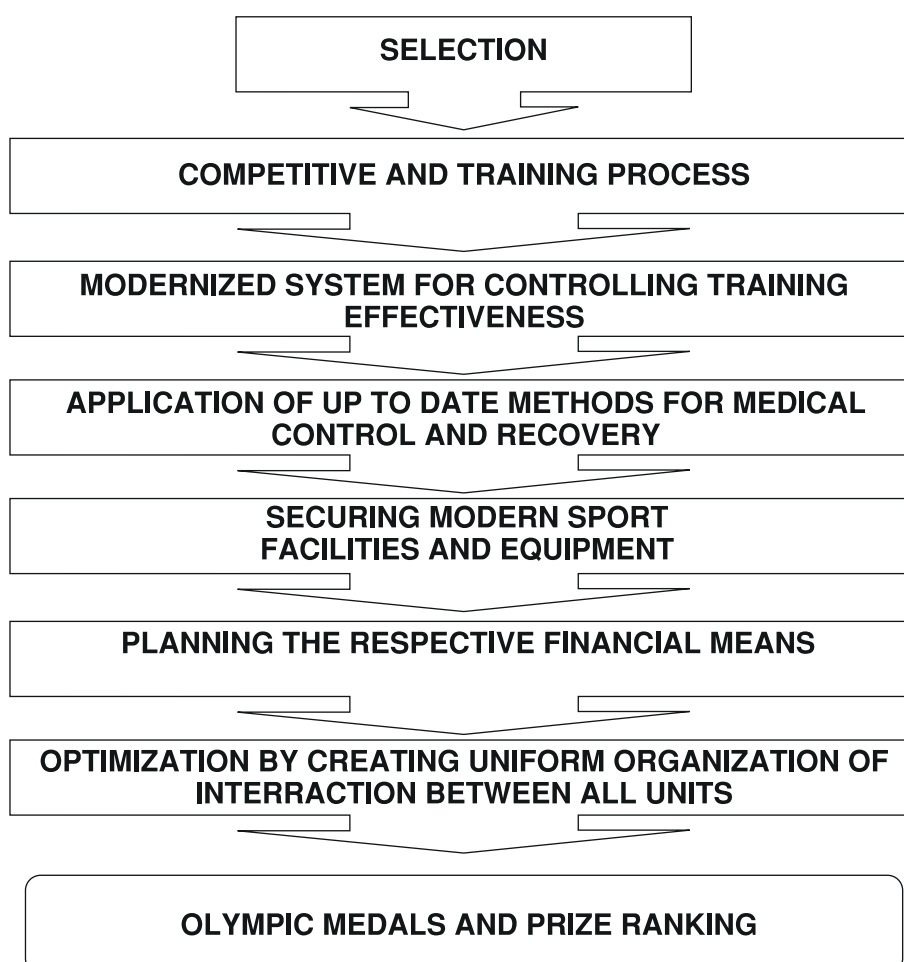 SELECTION
COMPETITIVE AND TRAINING PROCESS
MODERNIZED SYSTEM FOR CONTROLLING TRAINING
EFFECTIVENESS
APPLICATION OF UP TO DATE METHODS FOR MEDICAL
CONTROL AND RECOVERY
SECURING MODERN SPORT
FACILITIES AND EQUIPMENT
PLANNING THE RESPECTIVE FINANCIAL MEANS
OPTIMIZATION BY CREATING UNIFORM ORGANIZATION OF
INTERRACTION BETWEEN ALL UNITS
OLYMPIC MEDALS AND PRIZE RANKING